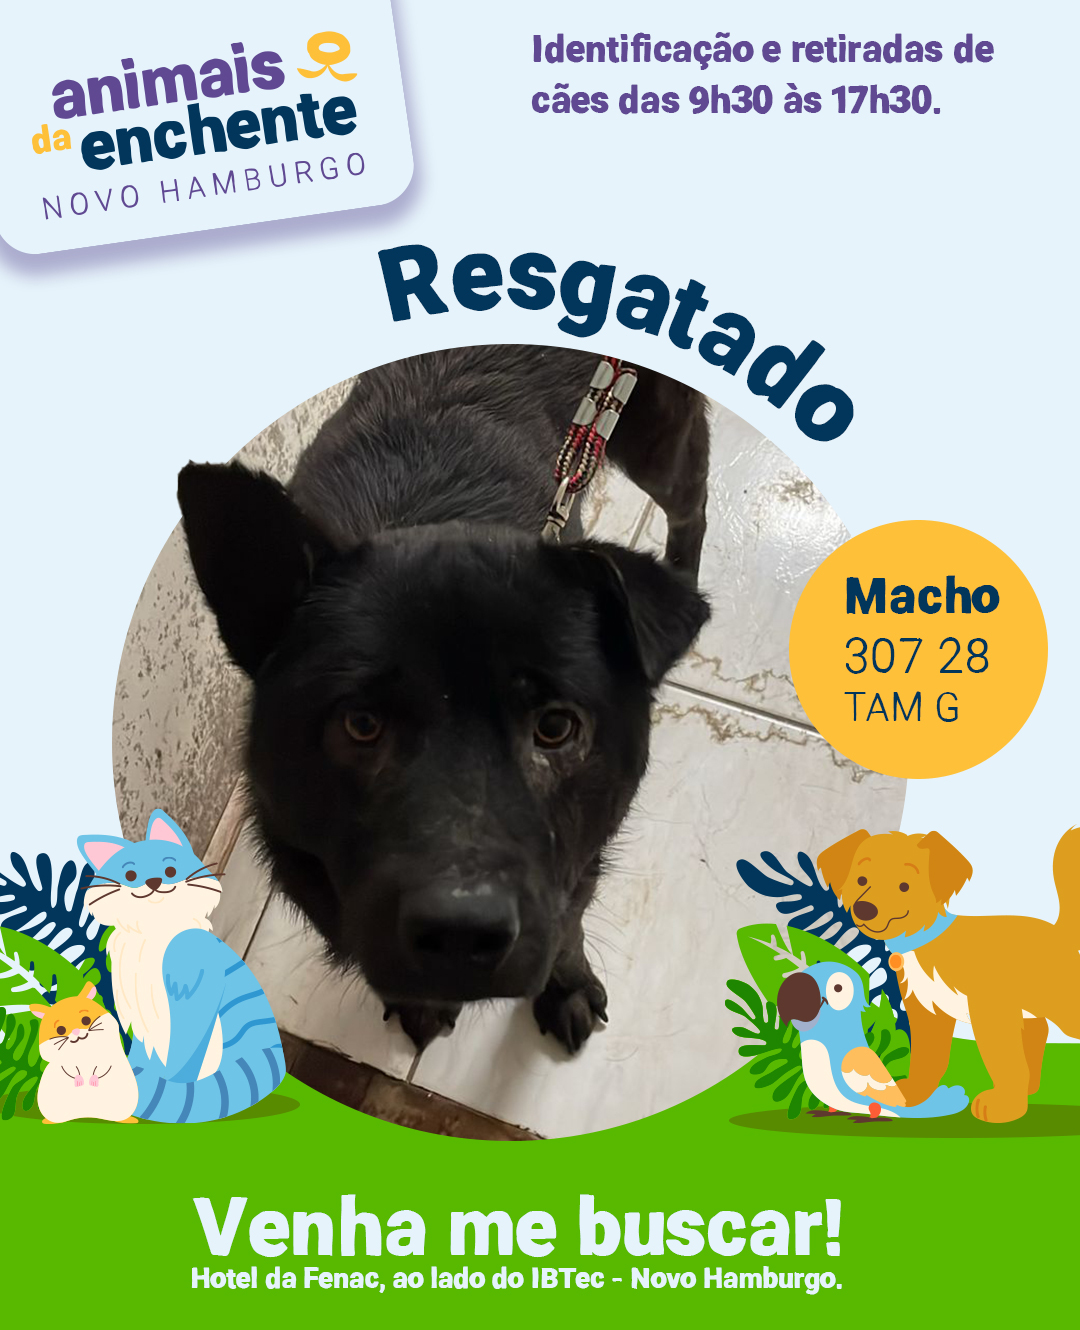 animais
da enchente
NOVO HAMBURGO
Identificação e retiradas de
cães das 9h30 às 17h30.
Resgatado
Macho
307 28
TAM G
Venha me buscar!
Hotel da Fenac, ao lado do IBTec - Novo Hamburgo.